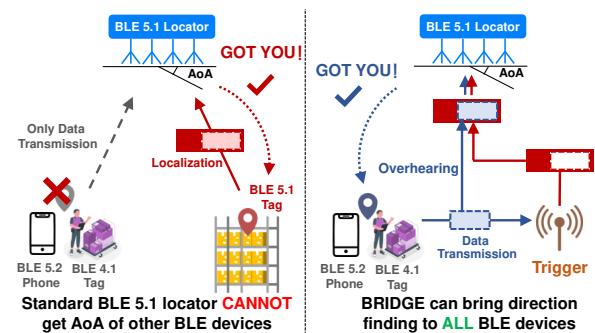 BLE 5.1 Locator
GOT YOU!
AoA
Only Data
Transmission
Localization
BLE 5.1
Tag
BLE 5.2
Phone
BLE 4.1
Tag
Standard BLE 5.1 locator CANNOT
get AoA of other BLE devices
BLE 5.1 Locator
GOT YOU!
AoA
Overhearing
Data
Transmission
BLE 5.2
Phone
BLE 4.1
Tag
Trigger
BRIDGE can bring direction
finding to ALL BLE devices